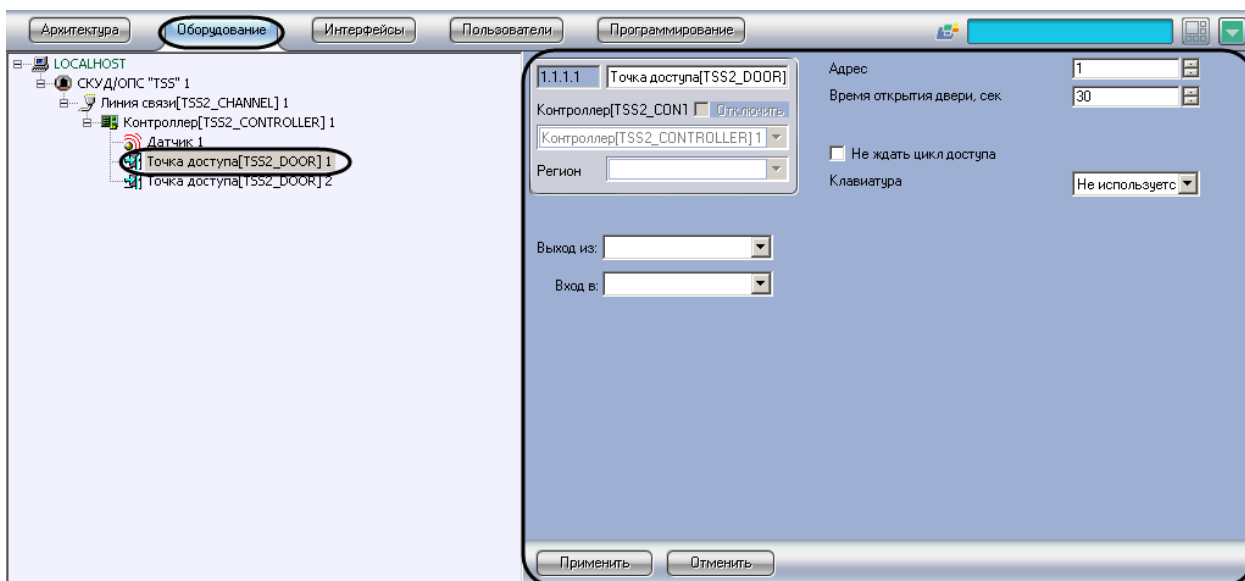 Архитектура Оборудование Интерфейсы Пользователи Программирование
LOCALHOST
СКУД/ОПС "TSS" 1
Линия связи[TSS2_CHANNEL] 1
Контроллер[TSS2_CONTROLLER] 1
Датчик 1
Точка доступа[TSS2_DOOR] 1
Точка доступа[TSS2_DOOR] 2
1.1.1.1 Точка доступа[TSS2_DOOR]
Контроллер[TSS2_CONT Отключить
Контроллер[TSS2_CONTROLLER] 1
Регион
Выход из:
Вход в:
Адрес 1
Время открытия двери, сек 30
Не ждать цикл доступа
Клавиатура Не используетс
Применить Отменить